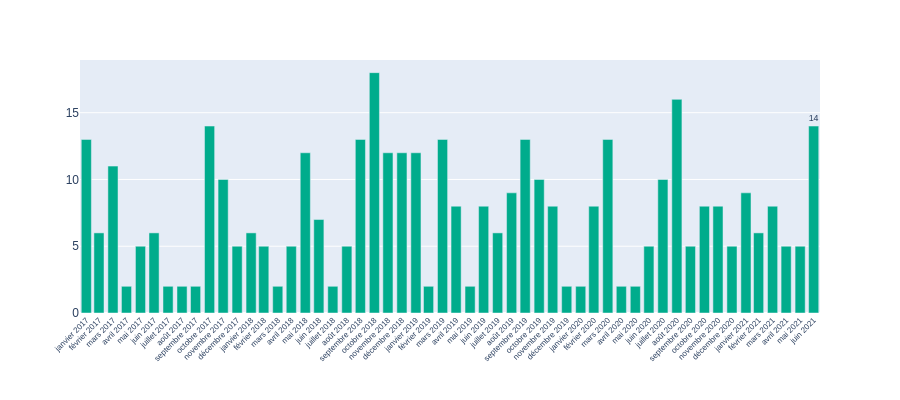 15
10
5
0
14
janvier 2017
février 2017
mars 2017
avril 2017
mai 2017
juin 2017
juillet 2017
août 2017
septembre 2017
octobre 2017
novembre 2017
décembre 2017
janvier 2018
février 2018
mars 2018
avril 2018
mai 2018
juin 2018
juillet 2018
août 2018
septembre 2018
octobre 2018
novembre 2018
décembre 2018
janvier 2019
février 2019
mars 2019
avril 2019
mai 2019
juin 2019
juillet 2019
août 2019
septembre 2019
octobre 2019
novembre 2019
décembre 2019
janvier 2020
février 2020
mars 2020
avril 2020
mai 2020
juin 2020
juillet 2020
août 2020
septembre 2020
octobre 2020
novembre 2020
décembre 2020
janvier 2021
février 2021
mars 2021
avril 2021
mai 2021
juin 2021